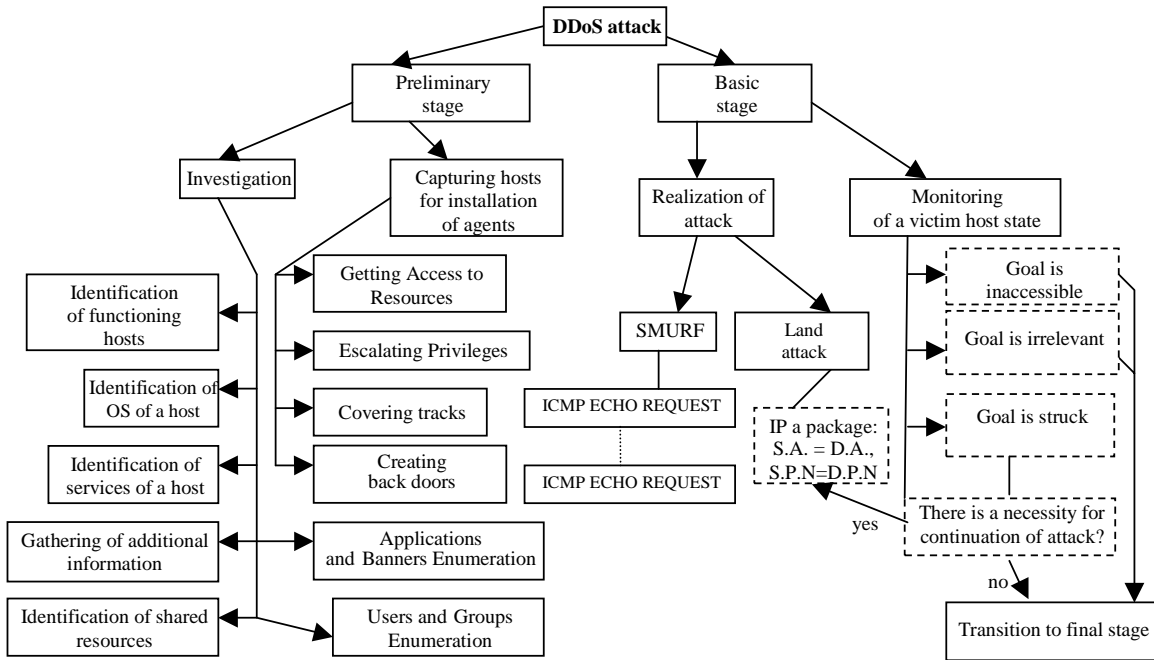 DDoS attack
Preliminary
stage
Basic
stage
Investigation
Capturing hosts
for installation
of agents
Realization of
attack
Monitoring
of a victim host state
Getting Access to
Resources
Goal is
inaccessible
Identification
of functioning
hosts
SMURF
Land
attack
Goal is irrelevant
Escalating Privileges
Identification of
OS of a host
Covering tracks
ICMP ECHO REQUEST
IP a package:
S.A. = D.A.,
S.P.N=D.P.N
Goal is struck
Identification of
services of a host
Creating
back doors
ICMP ECHO REQUEST
yes
There is a necessity for
continuation of attack?
Gathering of additional
information
Applications
and Banners Enumeration
no
Identification of shared
resources
Users and Groups
Enumeration
Transition to final stage